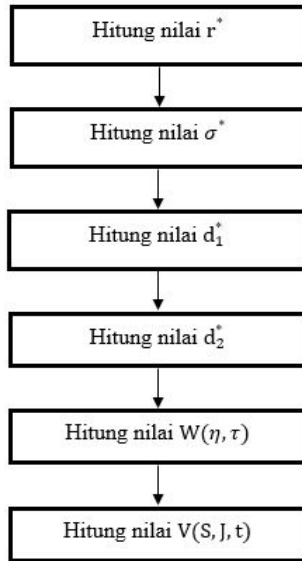 Hitung nilai r*
Hitung nilai σ*
Hitung nilai d₁*
Hitung nilai d₂*
Hitung nilai W(η, τ)
Hitung nilai V(S, J, t)